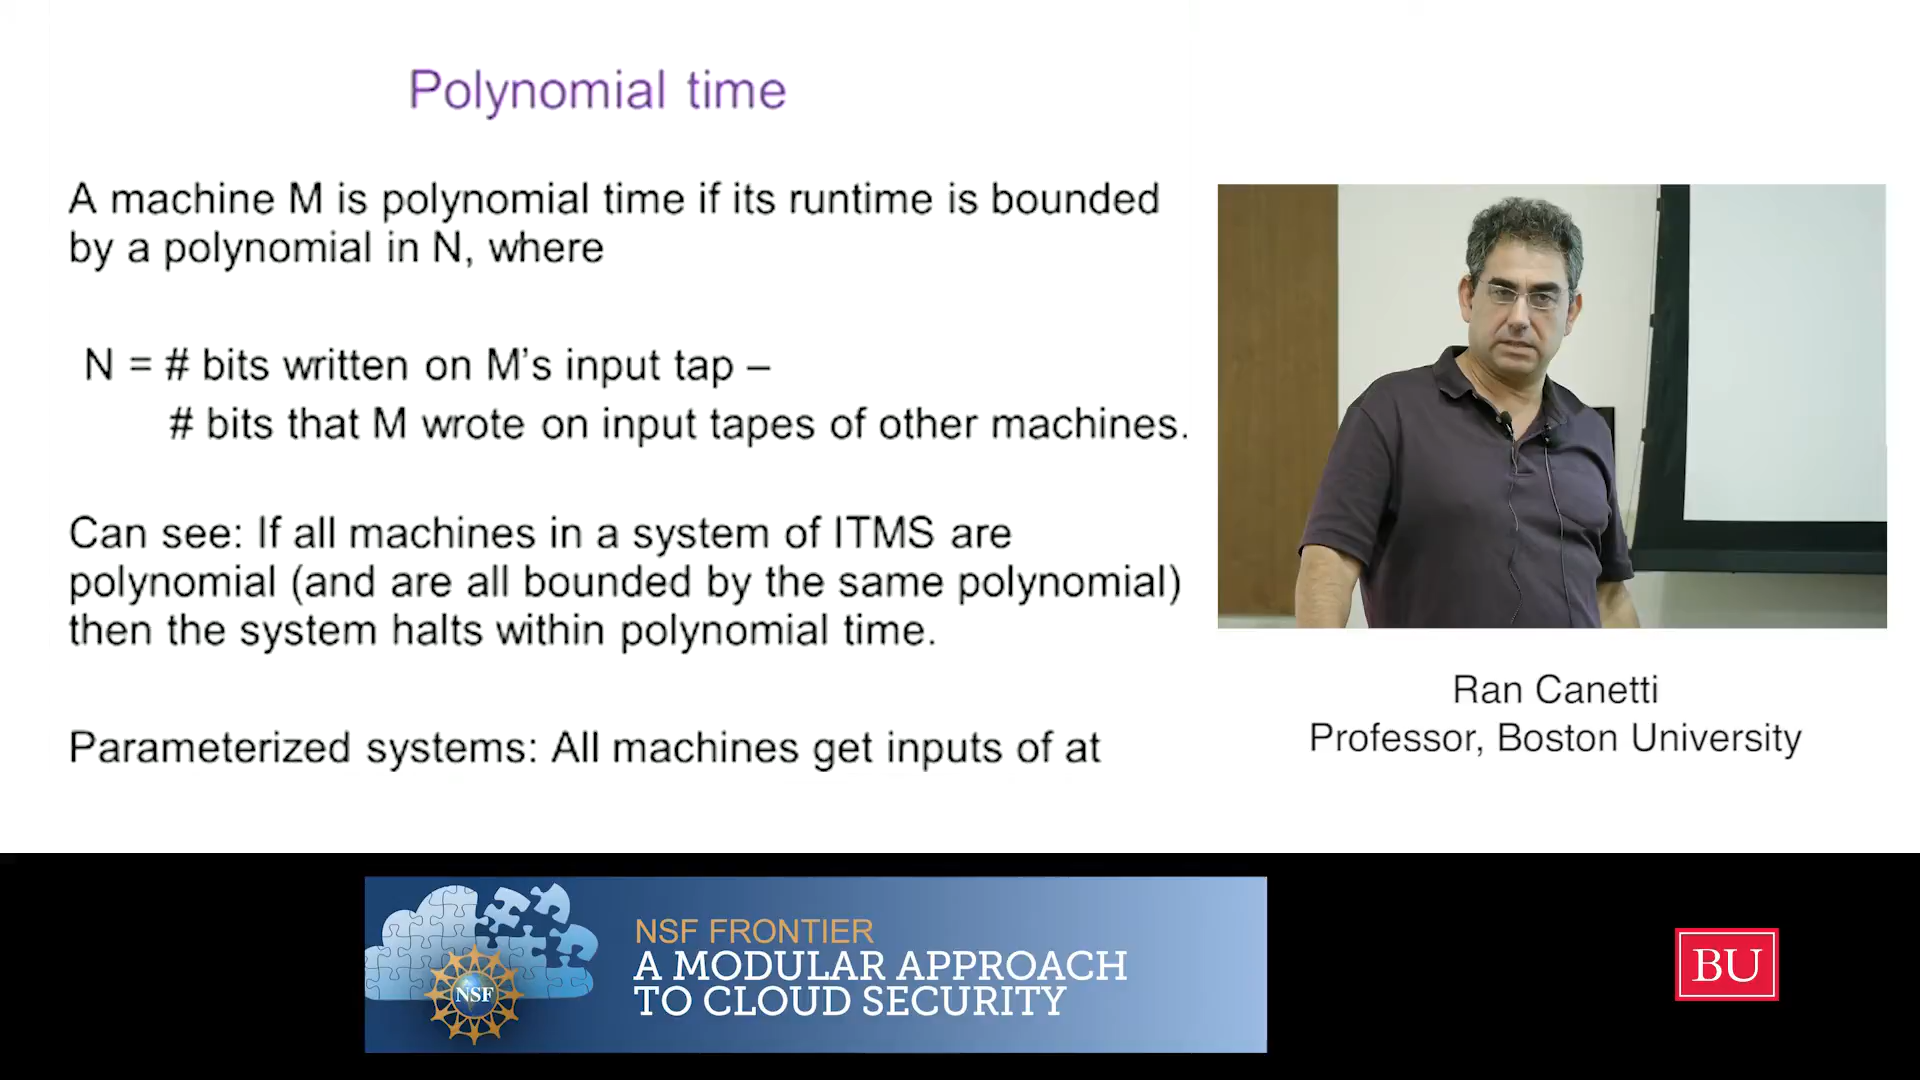 Polynomial time
A machine M is polynomial time if its runtime is bounded
by a polynomial in N, where
N = # bits written on M’s input tap –
# bits that M wrote on input tapes of other machines.
Can see: If all machines in a system of ITMS are
polynomial (and are all bounded by the same polynomial)
then the system halts within polynomial time.
Parameterized systems: All machines get inputs of at
Ran Canetti
Professor, Boston University
NSF FRONTIER
A MODULAR APPROACH
TO CLOUD SECURITY
NSF
BU